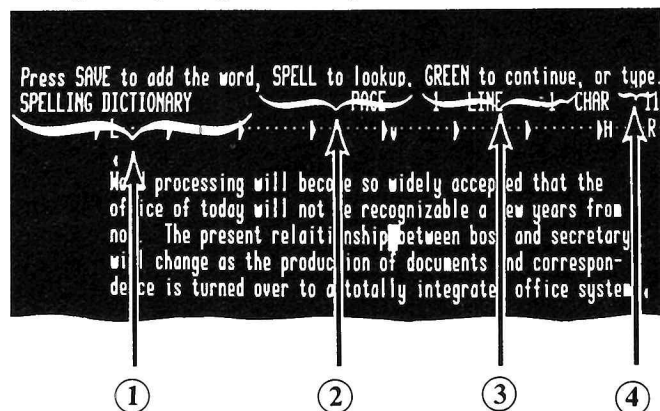 Press SAVE to add the word, SPELL to lookup, GREEN to continue, or type.
SPELLING DICTIONARY PAGE 1 LINE 1 CHAR 11
L H R
Word processing will become so widely accepted that the
office of today will not be recognizable a few years from
now. The present relaitionship between boss and secretary
will change as the production of documents and correspon-
dence is turned over to a totally integrated office system.
1 2 3 4